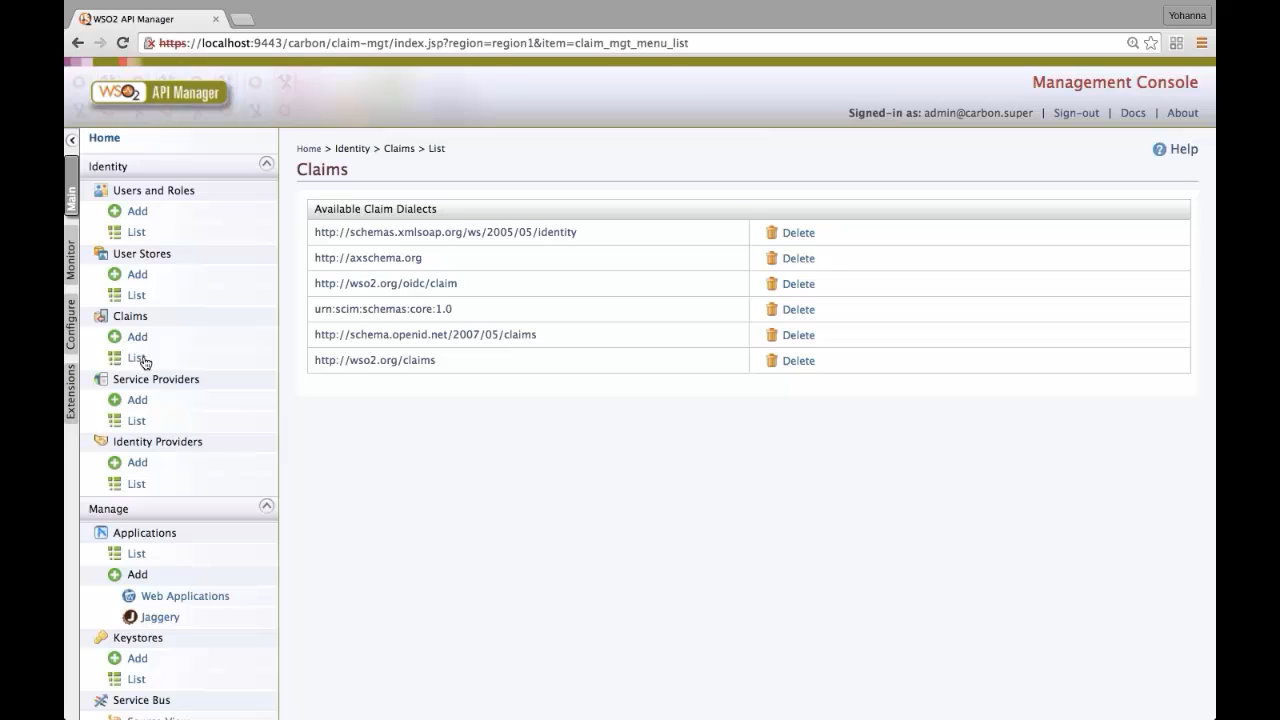 WSO2 API Manager
Yohanna
https://localhost:9443/carbon/claim-mgt/index.jsp?region=region1&item=claim_mgt_menu_list
WSO2 API Manager
Management Console
Signed-in as: admin@carbon.super | Sign-out | Docs | About
Home
Identity
Users and Roles
Add
List
User Stores
Add
List
Claims
Add
List
Service Providers
Add
List
Identity Providers
Add
List
Manage
Applications
List
Add
Web Applications
Jaggery
Keystores
Add
List
Service Bus
Source View
Main
Monitor
Configure
Extensions
Home > Identity > Claims > List
Help
Claims
Available Claim Dialects
http://schemas.xmlsoap.org/ws/2005/05/identity Delete
http://axschema.org Delete
http://wso2.org/oidc/claim Delete
urn:scim:schemas:core:1.0 Delete
http://schema.openid.net/2007/05/claims Delete
http://wso2.org/claims Delete